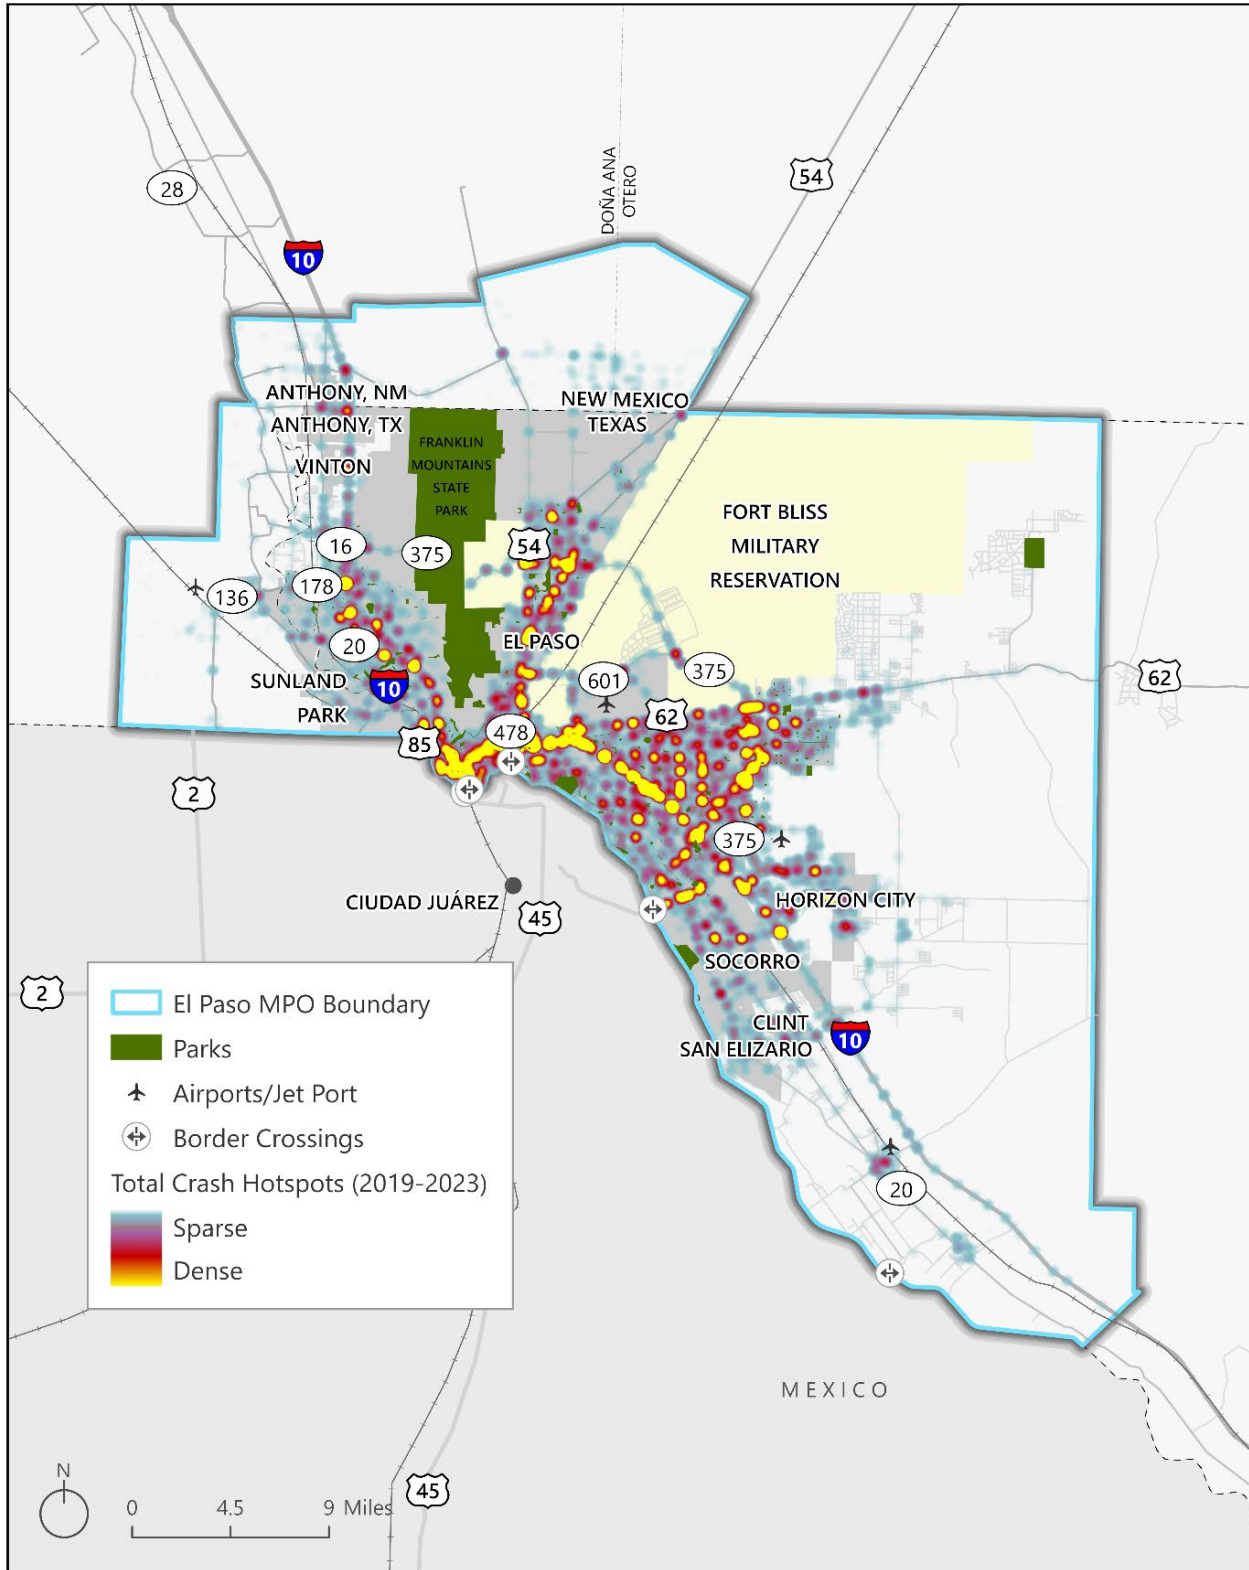 54
28
DOÑA ANA
OTERO
10
ANTHONY, NM
ANTHONY, TX
NEW MEXICO
TEXAS
FRANKLIN
MOUNTAINS
STATE
PARK
VINTON
FORT BLISS
MILITARY
RESERVATION
16
375
54
178
136
20
EL PASO
SUNLAND
PARK
10
601
375
62
62
85
478
2
375
CIUDAD JUÁREZ
45
HORIZON CITY
SOCORRO
2
CLINT
SAN ELIZARIO
10
20
El Paso MPO Boundary
Parks
Airports/Jet Port
Border Crossings
Total Crash Hotspots (2019-2023)
Sparse
Dense
MEXICO
45
N
0 4.5 9 Miles